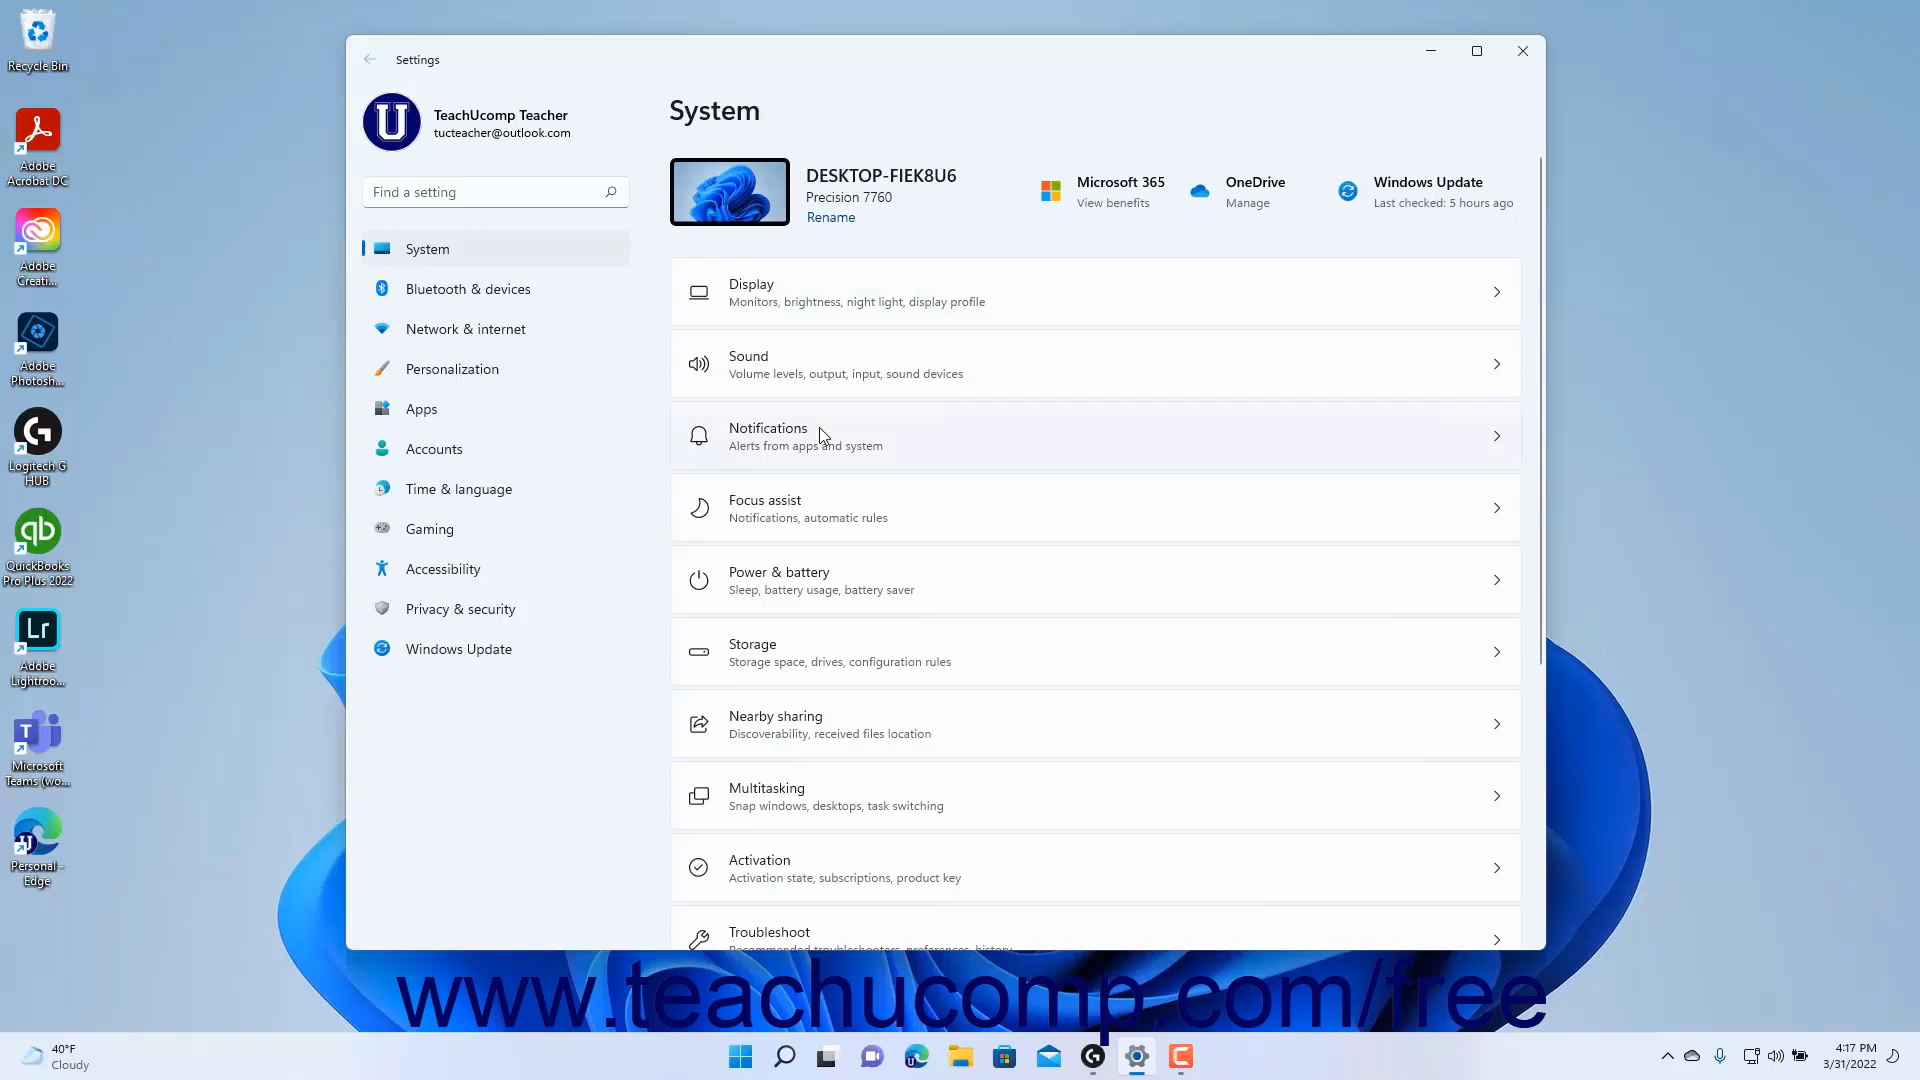 Recycle Bin
Adobe
Acrobat DC
Adobe
Creati...
Adobe
Photosh...
Logitech G
HUB
QuickBooks
Pro Plus 2022
Lr
Adobe
Lightroo...
Microsoft
Teams (wo...
Personal -
Edge
Settings
TeachUcomp Teacher
tucteacher@outlook.com
Find a setting
System
Bluetooth & devices
Network & internet
Personalization
Apps
Accounts
Time & language
Gaming
Accessibility
Privacy & security
Windows Update
System
DESKTOP-FIEK8U6
Precision 7760
Rename
Microsoft 365
View benefits
OneDrive
Manage
Windows Update
Last checked: 5 hours ago
Display
Monitors, brightness, night light, display profile
Sound
Volume levels, output, input, sound devices
Notifications
Alerts from apps and system
Focus assist
Notifications, automatic rules
Power & battery
Sleep, battery usage, battery saver
Storage
Storage space, drives, configuration rules
Nearby sharing
Discoverability, received files location
Multitasking
Snap windows, desktops, task switching
Activation
Activation state, subscriptions, product key
Troubleshoot
Recommended troubleshooters, preferences, history
www.teachucomp.com/free
40°F
Cloudy
4:17 PM
3/31/2022